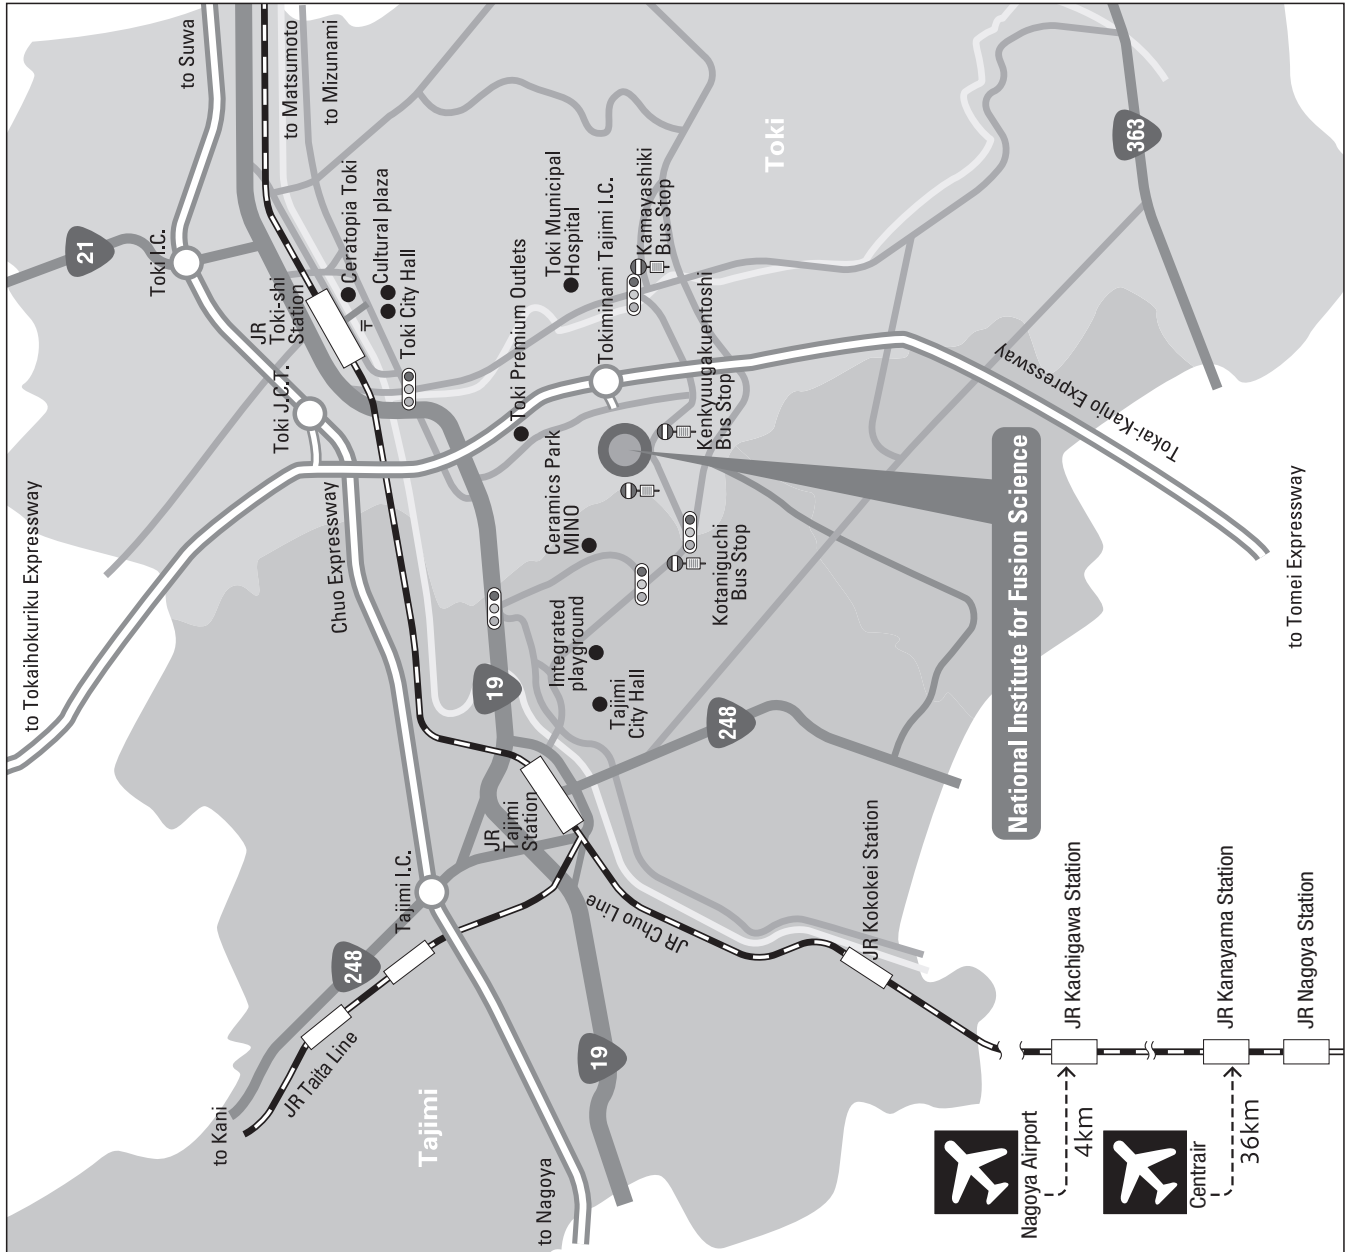 to Suwa
to Matsumoto
to Mizunami
21
Toki I.C.
JR
Toki-shi
Station
Ceratopia Toki
Cultural plaza
Toki City Hall
〒
Toki J.C.T.
Toki Premium Outlets
Toki Municipal
Hospital
Tokiminami Tajimi I.C.
Kamayashiki
Bus Stop
Toki
363
Kenkyuugakuentoshi
Bus Stop
Tokai-Kanjo Expressway
to Tomei Expressway
to Tokaihokuriku Expressway
Chuo Expressway
Ceramics Park
MINO
Kotaniguchi
Bus Stop
National Institute for Fusion Science
Integrated
playground
19
Tajimi
City Hall
248
JR
Tajimi
Station
Tajimi I.C.
JR Chuo Line
JR Kokokei Station
248
JR Taita Line
to Kani
Tajimi
19
to Nagoya
JR Kachigawa Station
JR Kanayama Station
JR Nagoya Station
Nagoya Airport
4km
Centrair
36km